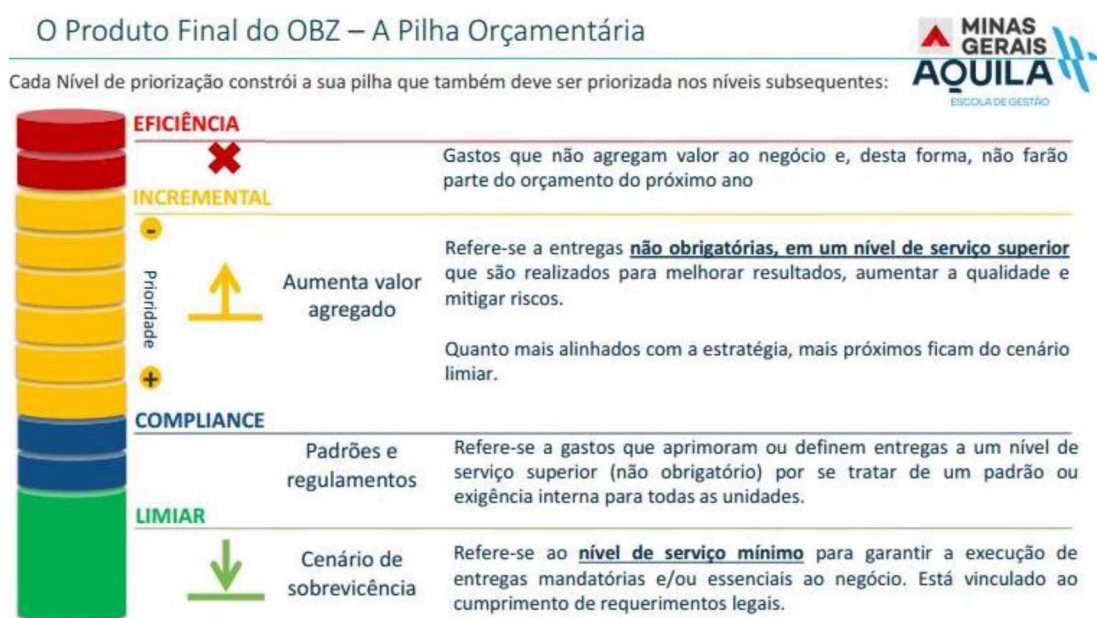 O Produto Final do OBZ – A Pilha Orçamentária
MINAS
GERAIS
AQUILA
ESCOLA DE GESTÃO
Cada Nível de priorização constrói a sua pilha que também deve ser priorizada nos níveis subsequentes:
EFICIÊNCIA
Gastos que não agregam valor ao negócio e, desta forma, não farão
parte do orçamento do próximo ano
INCREMENTAL
-
Prioridade
+
Aumenta valor
agregado
Refere-se a entregas não obrigatórias, em um nível de serviço superior
que são realizados para melhorar resultados, aumentar a qualidade e
mitigar riscos.
Quanto mais alinhados com a estratégia, mais próximos ficam do cenário
limiar.
COMPLIANCE
Padrões e
regulamentos
Refere-se a gastos que aprimoram ou definem entregas a um nível de
serviço superior (não obrigatório) por se tratar de um padrão ou
exigência interna para todas as unidades.
LIMIAR
Cenário de
sobrevicência
Refere-se ao nível de serviço mínimo para garantir a execução de
entregas mandatórias e/ou essenciais ao negócio. Está vinculado ao
cumprimento de requerimentos legais.